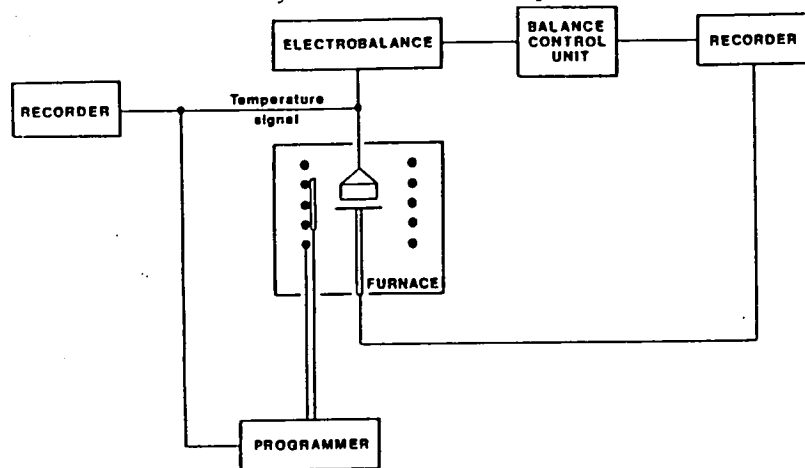 ELECTROBALANCE
BALANCE
CONTROL
UNIT
RECORDER
RECORDER
Temperature
signal
FURNACE
PROGRAMMER